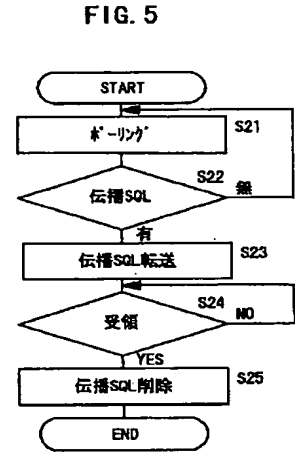 FIG. 5
START
ﾎﾟｰﾘﾝｸﾞ
S21
伝播SQL
S22
無
有
伝播SQL転送
S23
受領
S24
NO
YES
伝播SQL削除
S25
END